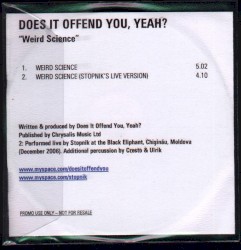 DOES IT OFFEND YOU, YEAH?
"Weird Science"
1. WEIRD SCIENCE 5.02
2. WEIRD SCIENCE (STOPNIK'S LIVE VERSION) 4.10
Written & produced by Does It Offend You, Yeah?
Published by Chrysalis Music Ltd
2: Performed live by Stopnik at the Black Eliphant, Chişinău, Moldova
(December 2006). Additional percussion by & Ulrik
www.myspace.com/doesitoffendyou
www.myspace.com/stopnik
PROMO USE ONLY - NOT FOR RESALE